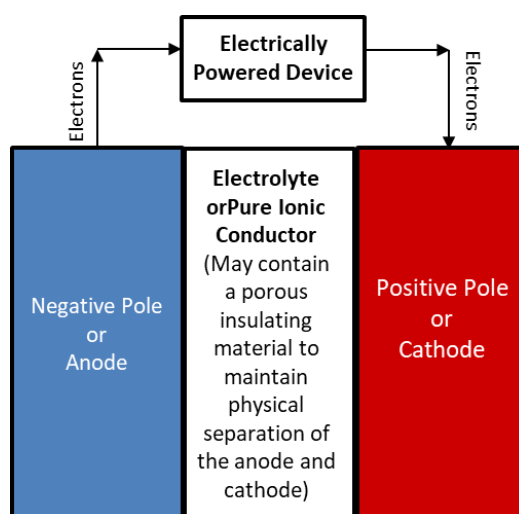 Electrically
Powered Device
Electrons
Electrons
Negative Pole
or
Anode
Electrolyte
orPure Ionic
Conductor
(May contain
a porous
insulating
material to
maintain
physical
separation of
the anode and
cathode)
Positive Pole
or
Cathode